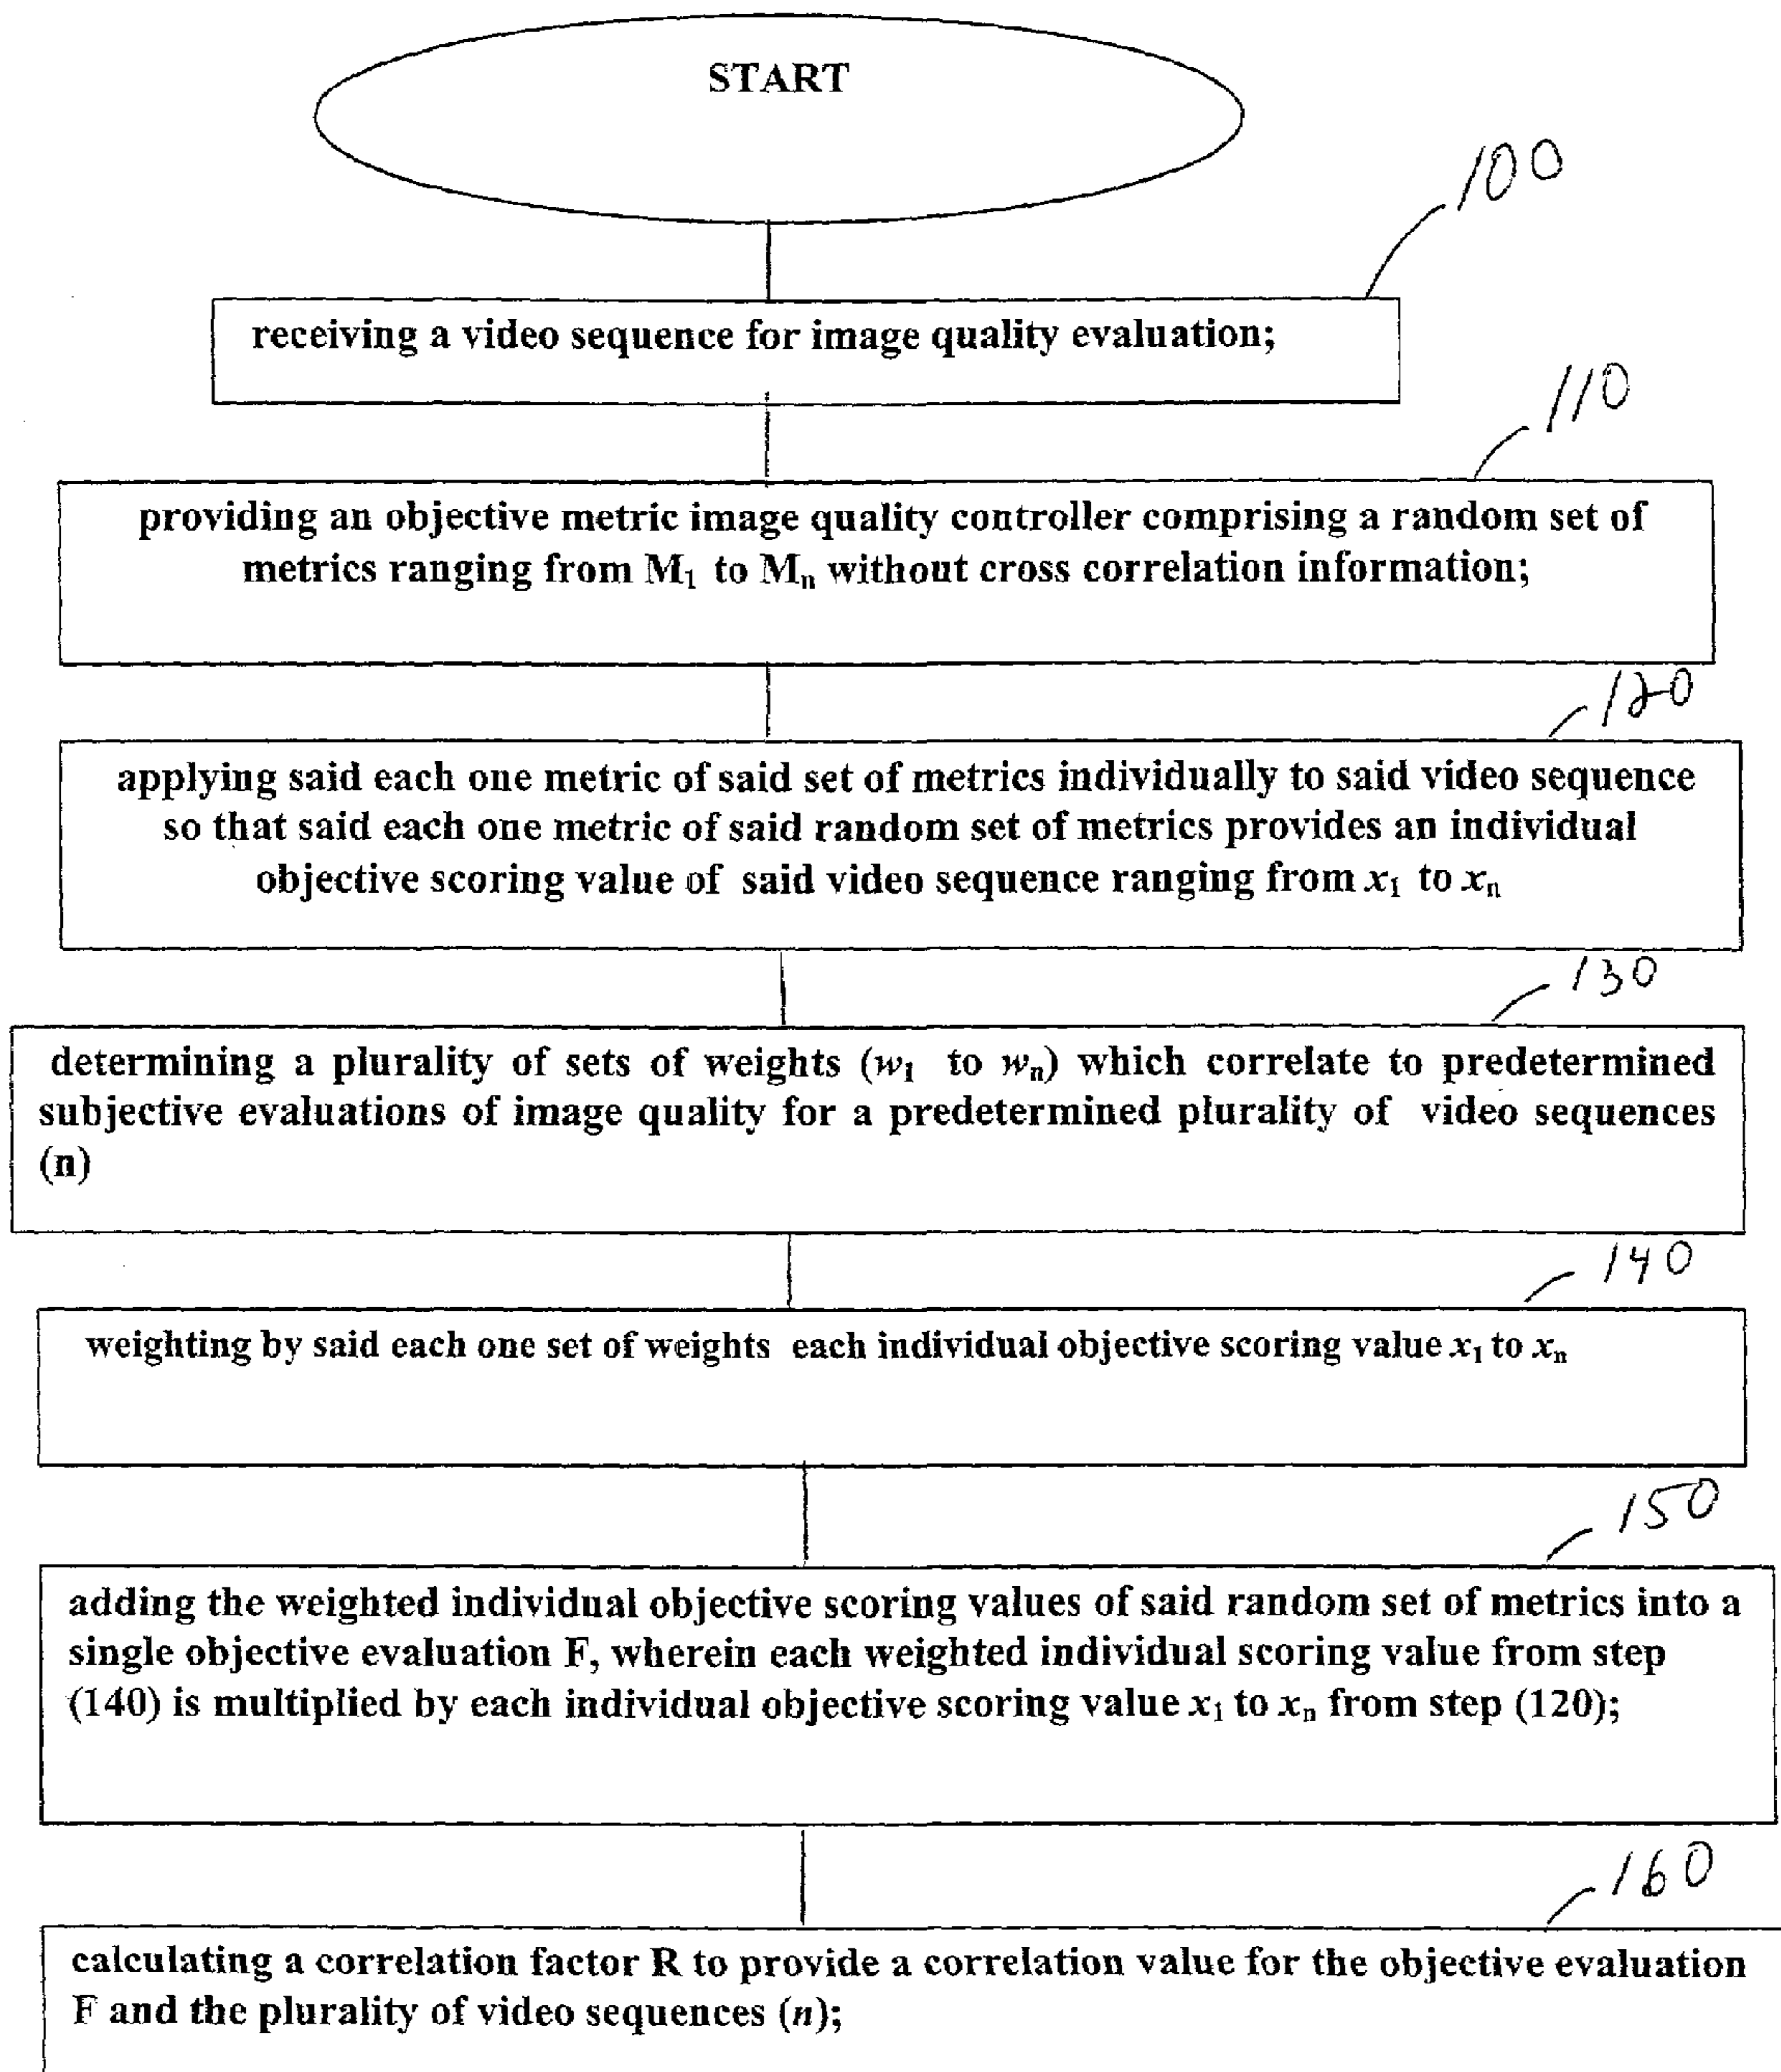 START
100
receiving a video sequence for image quality evaluation;
110
providing an objective metric image quality controller comprising a random set of
metrics ranging from M₁ to Mₙ without cross correlation information;
120
applying said each one metric of said set of metrics individually to said video sequence
so that said each one metric of said random set of metrics provides an individual
objective scoring value of said video sequence ranging from x₁ to xₙ
130
determining a plurality of sets of weights (w₁ to wₙ) which correlate to predetermined
subjective evaluations of image quality for a predetermined plurality of video sequences
(n)
140
weighting by said each one set of weights each individual objective scoring value x₁ to xₙ
150
adding the weighted individual objective scoring values of said random set of metrics into a
single objective evaluation F, wherein each weighted individual scoring value from step
(140) is multiplied by each individual objective scoring value x₁ to xₙ from step (120);
160
calculating a correlation factor R to provide a correlation value for the objective evaluation
F and the plurality of video sequences (n);